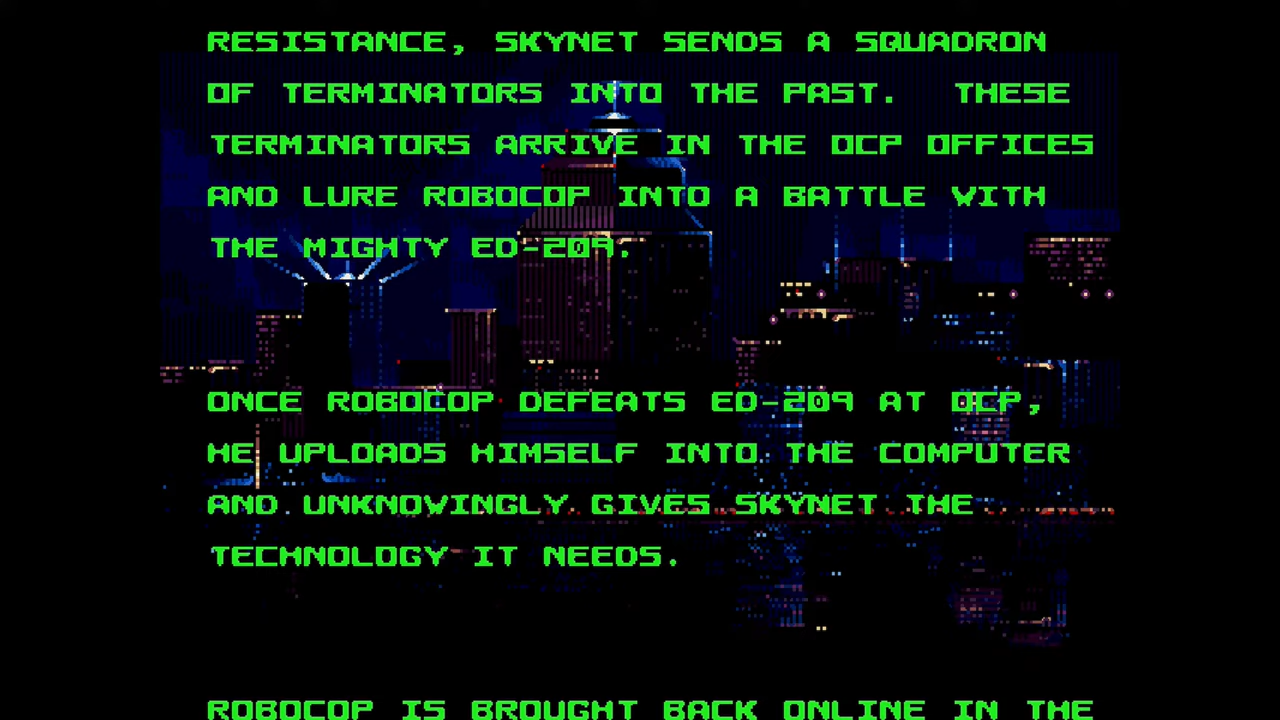 RESISTANCE, SKYNET SENDS A SQUADRON
OF TERMINATORS INTO THE PAST.  THESE
TERMINATORS ARRIVE IN THE OCP OFFICES
AND LURE ROBOCOP INTO A BATTLE WITH
THE MIGHTY ED-209.
ONCE ROBOCOP DEFEATS ED-209 AT OCP,
HE UPLOADS HIMSELF INTO THE COMPUTER
AND UNKNOWINGLY GIVES SKYNET THE
TECHNOLOGY IT NEEDS.
ROBOCOP IS BROUGHT BACK ONLINE IN THE